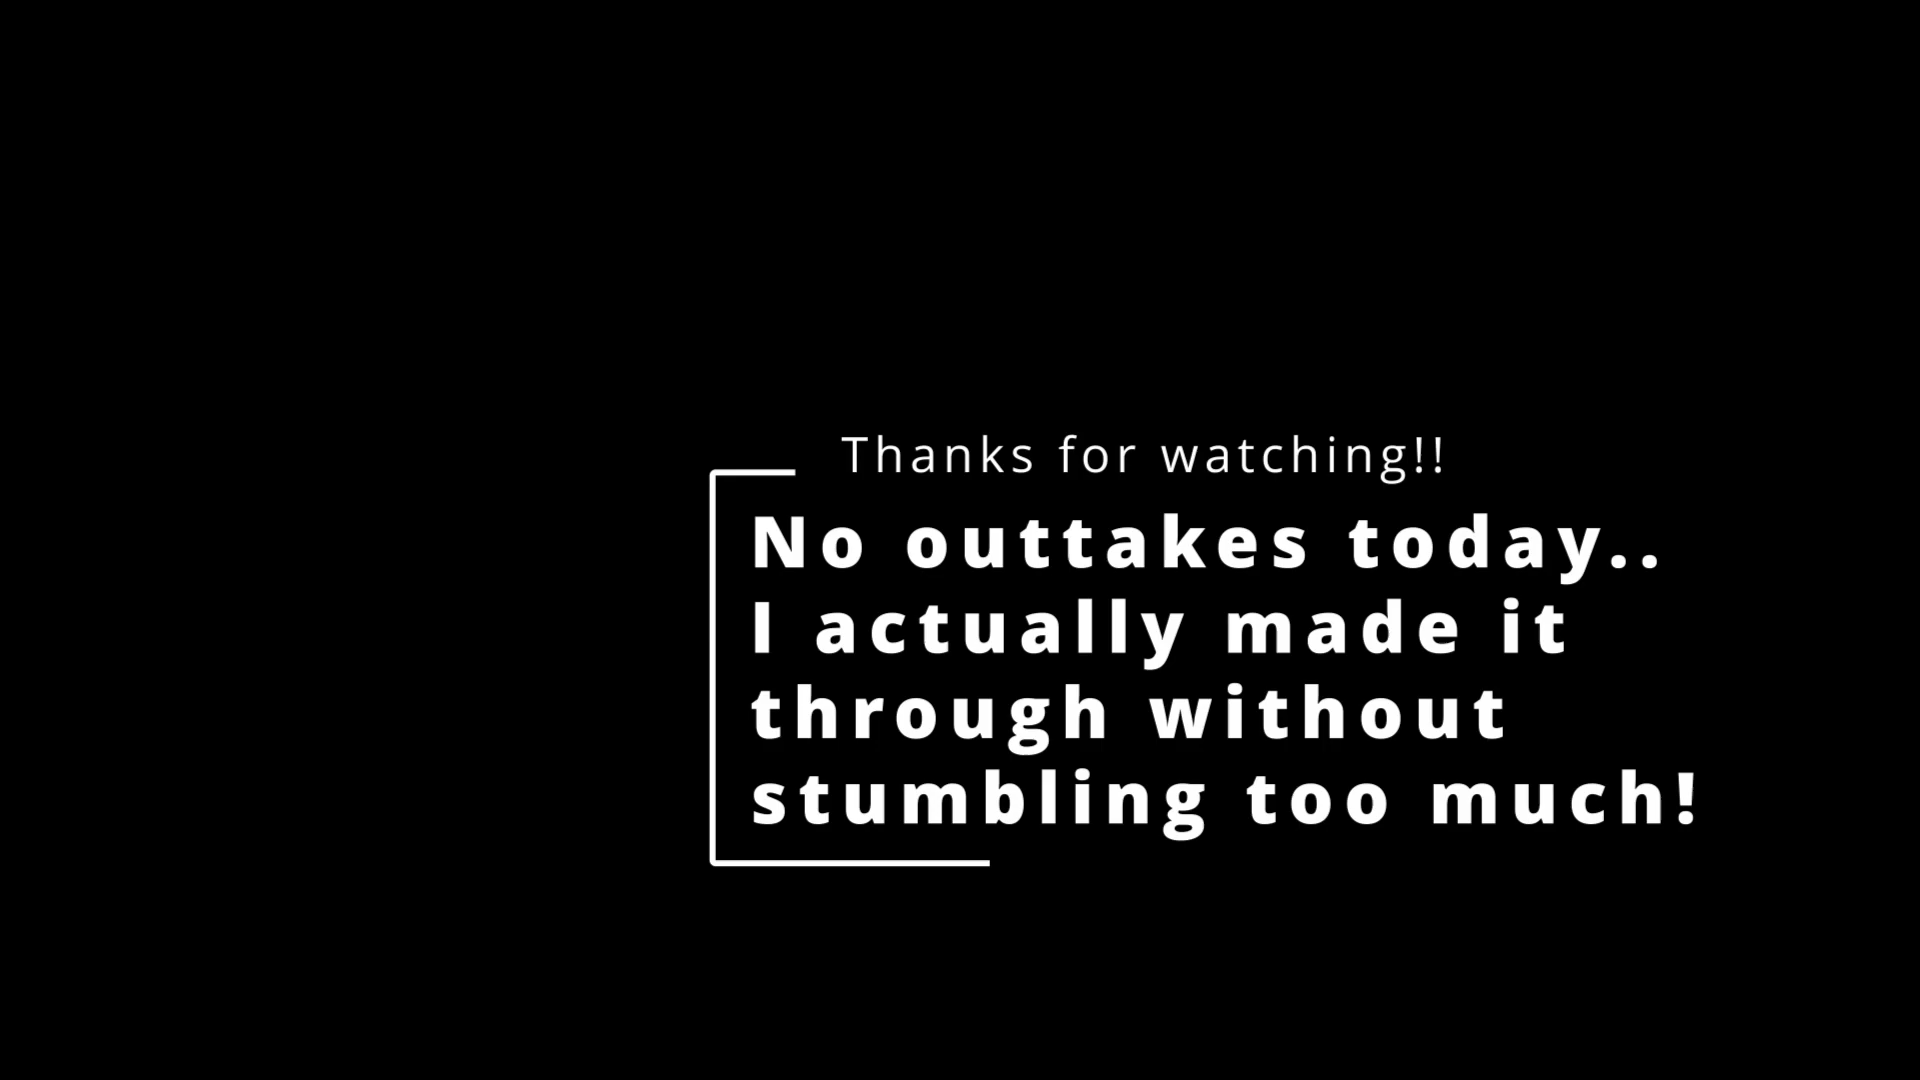 Thanks for watching!!
No outtakes today..
I actually made it
through without
stumbling too much!